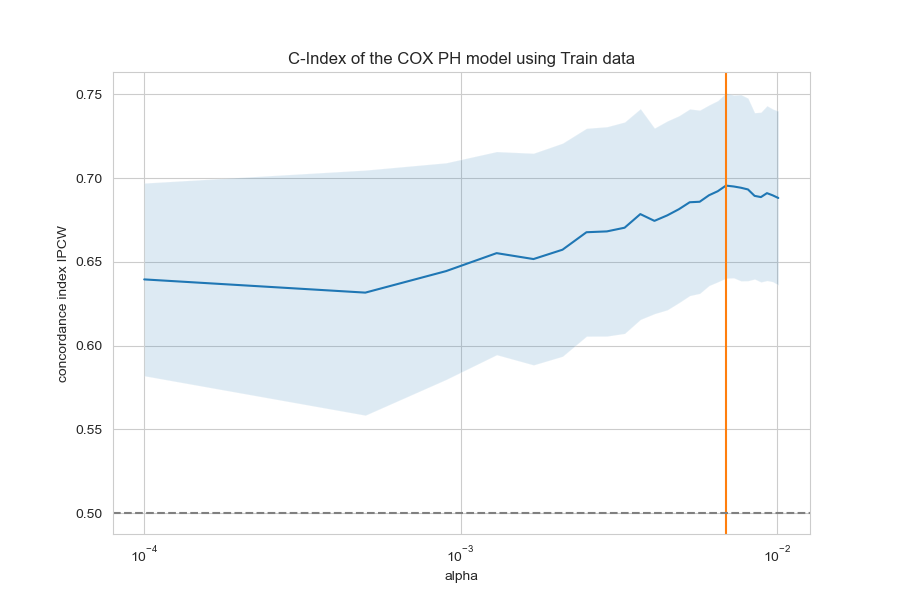 C-Index of the COX PH model using Train data
concordance index IPCW
0.75
0.70
0.65
0.60
0.55
0.50
10⁻⁴ 10⁻³ 10⁻²
alpha